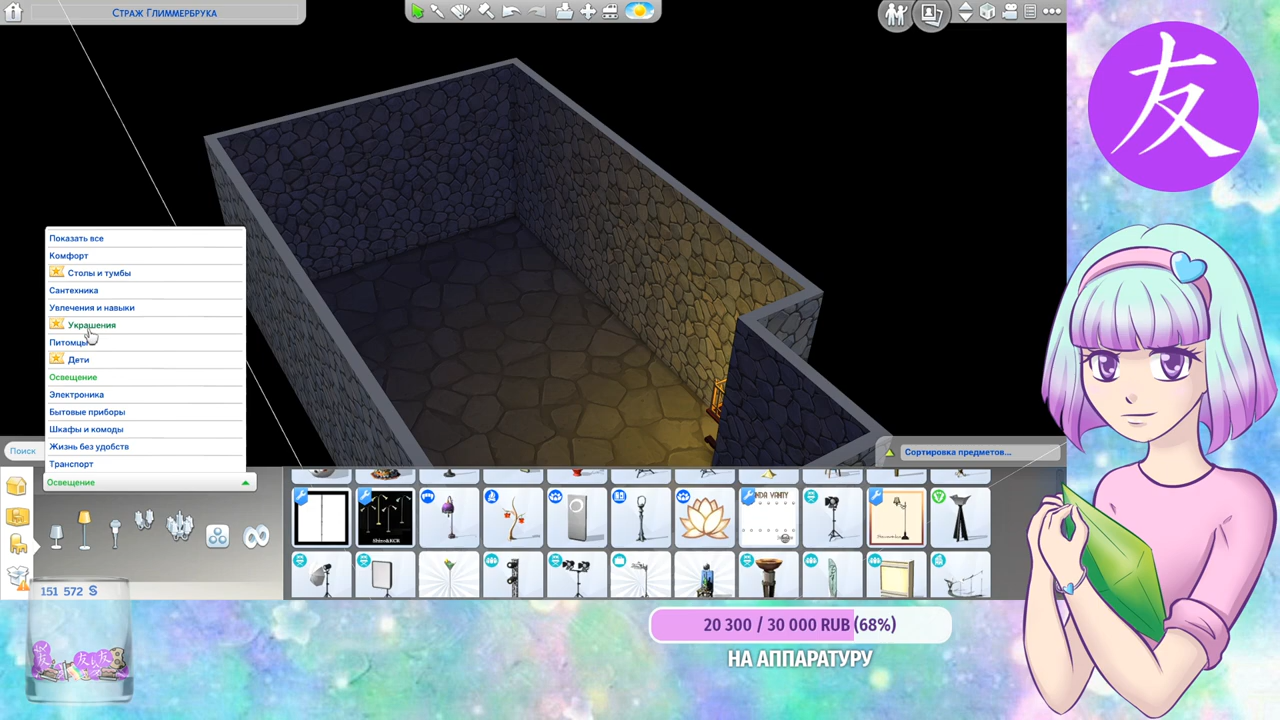 Страж Глиммербрука
友
Показать все
Комфорт
Столы и тумбы
Сантехника
Увлечения и навыки
Украшения
Питомцы
Дети
Освещение
Электроника
Бытовые приборы
Шкафы и комоды
Жизнь без удобств
Транспорт
Поиск
Сортировка предметов...
Освещение
151 572 §
20 300 / 30 000 RUB (68%)
НА АППАРАТУРУ